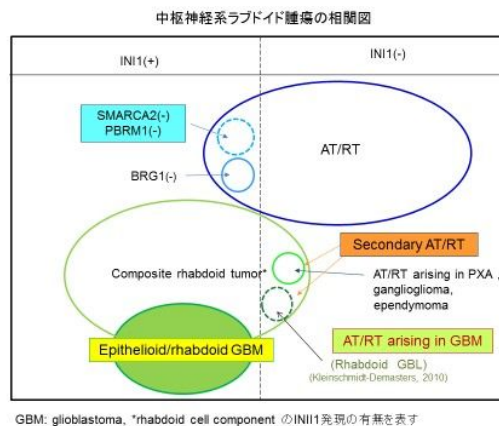 中枢神経系ラブドイド腫瘍の相関図
INI1(+)
INI1(-)
SMARCA2(-)
PBRM1(-)
BRG1(-)
AT/RT
Secondary AT/RT
Composite rhabdoid tumor*
AT/RT arising in PXA ,
ganglioglioma,
ependymoma
Epithelioid/rhabdoid GBM
AT/RT arising in GBM
(Rhabdoid GBL)
(Kleinschmidt-Demasters, 2010)
GBM: glioblastoma, *rhabdoid cell component のINII1発現の有無を表す